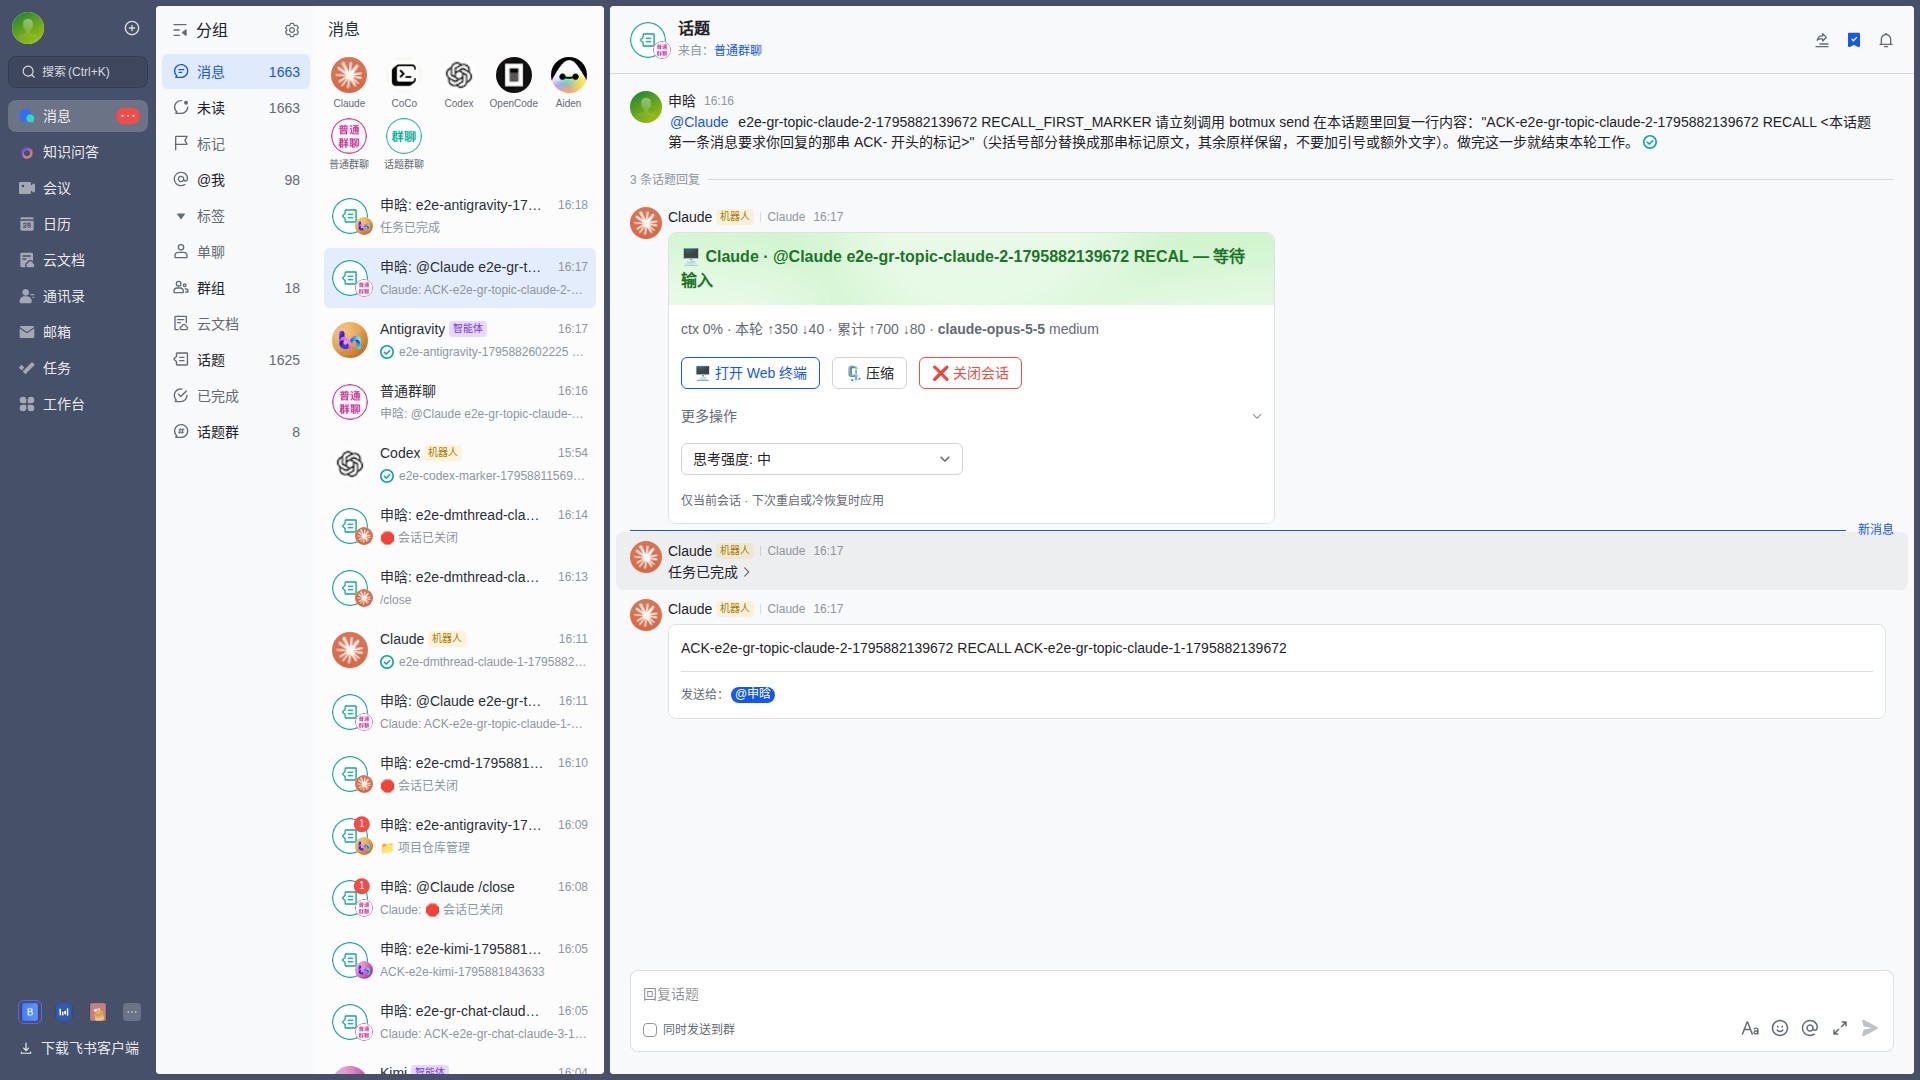 搜索 (Ctrl+K)
消息
知识问答
会议
日历
云文档
通讯录
邮箱
任务
工作台
下载飞书客户端
分组
消息 1663
未读 1663
标记
@我 98
标签
单聊
群组 18
云文档
话题 1625
已完成
话题群 8
消息
Claude CoCo Codex OpenCode Aiden
普通群聊
群聊
普通群聊 话题群聊
申晗: e2e-antigravity-17... 16:18
任务已完成
申晗: @Claude e2e-gr-t... 16:17
Claude: ACK-e2e-gr-topic-claude-2-...
Antigravity 智能体 16:17
e2e-antigravity-1795882602225 ...
普通群聊 16:16
申晗: @Claude e2e-gr-topic-claude-...
Codex 机器人 15:54
e2e-codex-marker-17958811569...
申晗: e2e-dmthread-cla... 16:14
会话已关闭
申晗: e2e-dmthread-cla... 16:13
/close
Claude 机器人 16:11
e2e-dmthread-claude-1-1795882...
申晗: @Claude e2e-gr-t... 16:11
Claude: ACK-e2e-gr-topic-claude-1-...
申晗: e2e-cmd-1795881... 16:10
会话已关闭
1
申晗: e2e-antigravity-17... 16:09
项目仓库管理
1
申晗: @Claude /close 16:08
Claude: 会话已关闭
申晗: e2e-kimi-1795881... 16:05
ACK-e2e-kimi-1795881843633
申晗: e2e-gr-chat-claud... 16:05
Claude: ACK-e2e-gr-chat-claude-3-1...
Kimi 智能体 16:04
话题
来自：普通群聊
申晗 16:16
@Claude e2e-gr-topic-claude-2-1795882139672 RECALL_FIRST_MARKER 请立刻调用 botmux send 在本话题里回复一行内容："ACK-e2e-gr-topic-claude-2-1795882139672 RECALL <本话题
第一条消息要求你回复的那串 ACK- 开头的标记>"（尖括号部分替换成那串标记原文，其余原样保留，不要加引号或额外文字）。做完这一步就结束本轮工作。
3 条话题回复
Claude 机器人 Claude 16:17
Claude · @Claude e2e-gr-topic-claude-2-1795882139672 RECAL — 等待
输入
ctx 0% · 本轮 ↑350 ↓40 · 累计 ↑700 ↓80 · claude-opus-5-5 medium
打开 Web 终端 压缩 关闭会话
更多操作
思考强度: 中
仅当前会话 · 下次重启或冷恢复时应用
新消息
Claude 机器人 Claude 16:17
任务已完成
Claude 机器人 Claude 16:17
ACK-e2e-gr-topic-claude-2-1795882139672 RECALL ACK-e2e-gr-topic-claude-1-1795882139672
发送给： @申晗
回复话题
同时发送到群